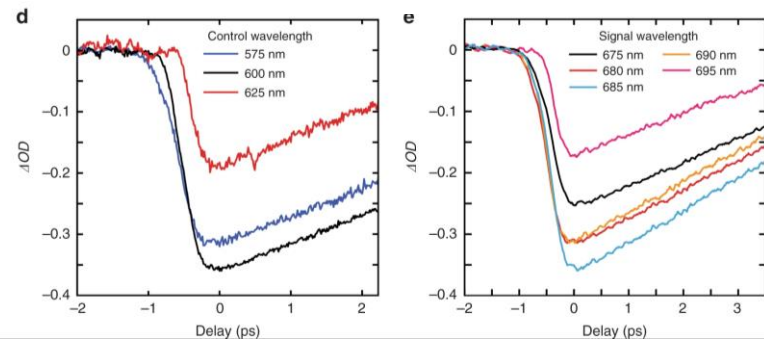 d
Control wavelength
575 nm
600 nm
625 nm
0
−0.1
−0.2
−0.3
−0.4
ΔOD
−2
−1
0
1
2
Delay (ps)
e
Signal wavelength
675 nm
690 nm
680 nm
695 nm
685 nm
0
−0.1
−0.2
−0.3
−0.4
ΔOD
−2
−1
0
1
2
3
Delay (ps)